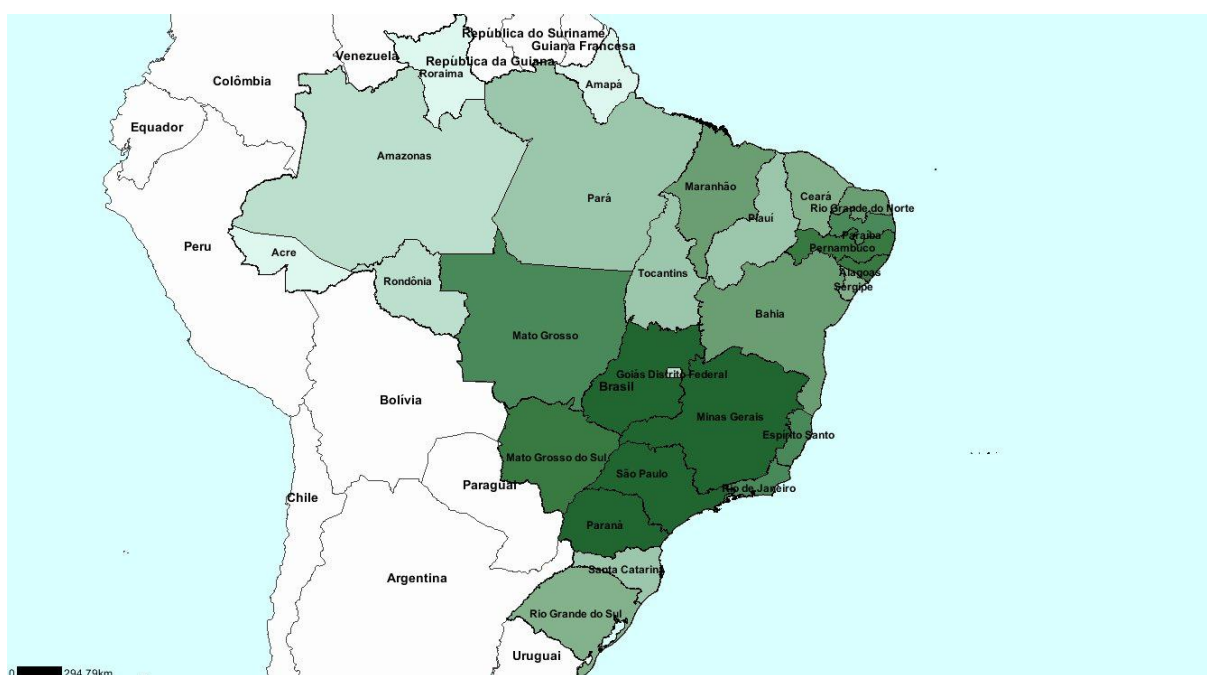 República do Suriname
Guiana Francesa
Venezuela
República da Guiana
Roraima
Colômbia
Amapá
Equador
Amazonas
Maranhão
Pará
Ceará
Rio Grande do Norte
Piauí
Paraíba
Peru
Pernambuco
Acre
Alagoas
Tocantins
Rondônia
Sergipe
Bahia
Mato Grosso
Goiás
Distrito Federal
Brasil
Bolívia
Minas Gerais
Espírito Santo
Mato Grosso do Sul
São Paulo
Paraguai
Rio de Janeiro
Chile
Paraná
Santa Catarina
Argentina
Rio Grande do Sul
Uruguai
0
294.79km